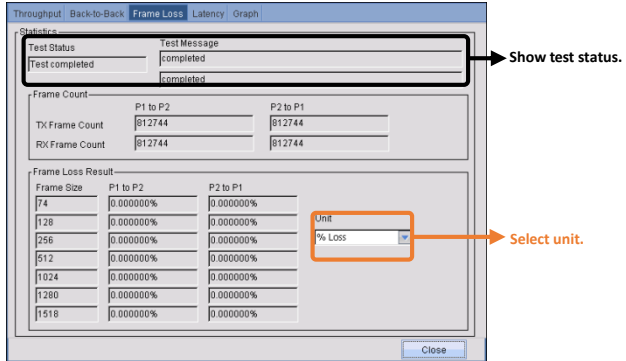 Throughput Back-to-Back Frame Loss Latency Graph
Statistics
Test Status Test Message
Test completed completed
completed
Show test status.
Frame Count
P1 to P2 P2 to P1
TX Frame Count 812744 812744
RX Frame Count 812744 812744
Frame Loss Result
Frame Size P1 to P2 P2 to P1
74 0.000000% 0.000000%
128 0.000000% 0.000000%
Unit
256 0.000000% 0.000000% % Loss
Select unit.
512 0.000000% 0.000000%
1024 0.000000% 0.000000%
1280 0.000000% 0.000000%
1518 0.000000% 0.000000%
Close